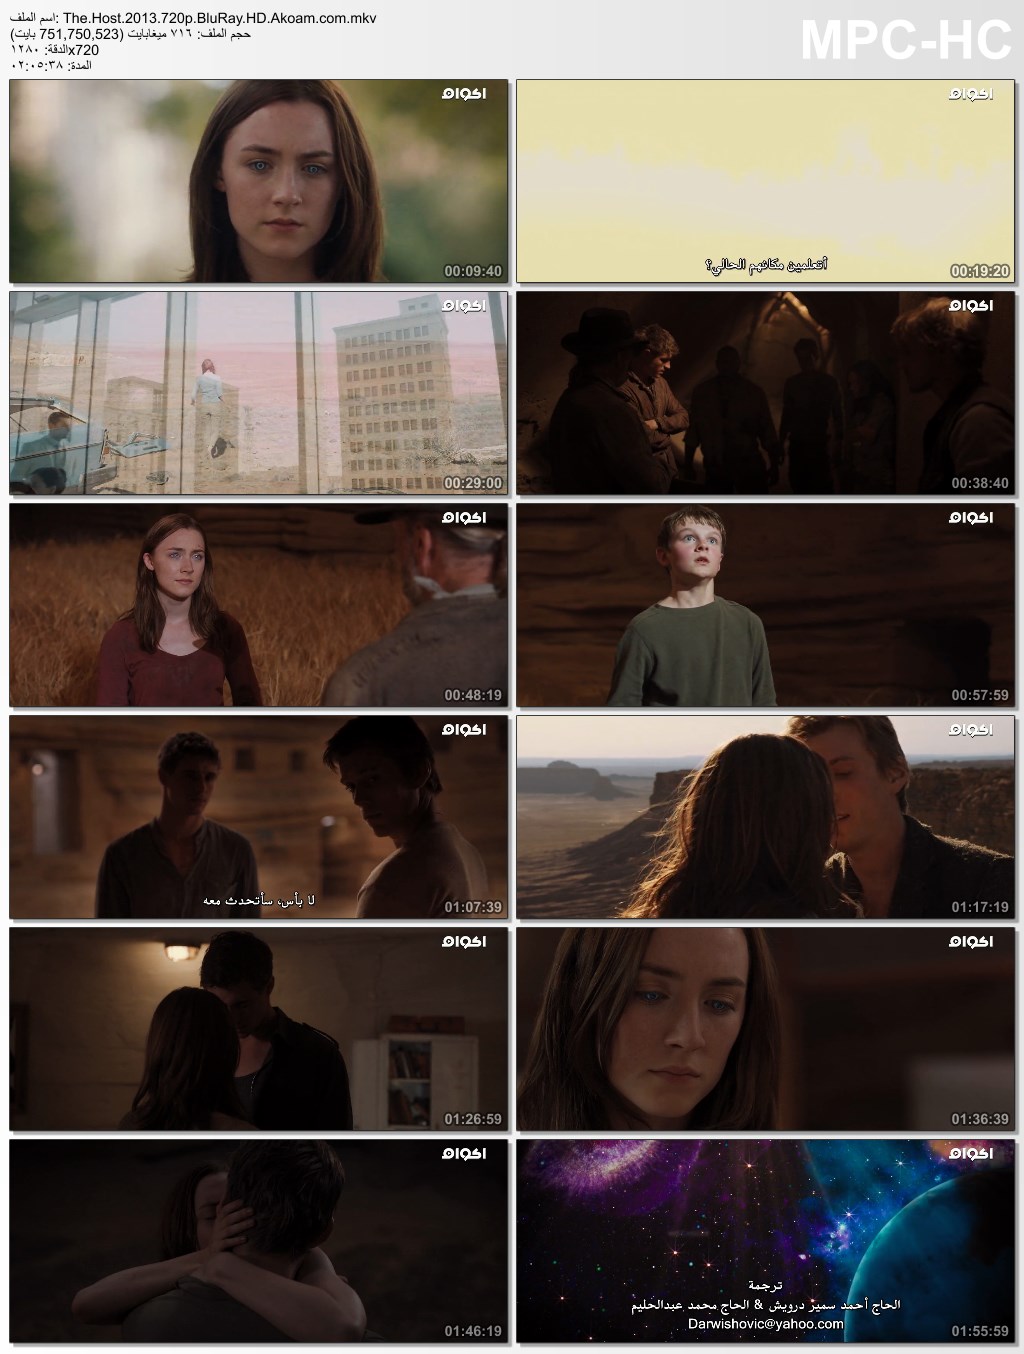 اسم الملف: The.Host.2013.720p.BluRay.HD.Akoam.com.mkv
حجم الملف: ٧١٦ ميغابايت (751,750,523 بايت)
الدقة: ١٢٨٠x720
المدة: ٠٢:٠٥:٣٨
MPC-HC
اكوام
00:09:40
اكوام
أتعلمين مكانهم الحالي؟
00:19:20
اكوام
00:29:00
اكوام
00:38:40
اكوام
00:48:19
اكوام
00:57:59
اكوام
لا بأس، سأتحدث معه
01:07:39
اكوام
01:17:19
اكوام
01:26:59
اكوام
01:36:39
اكوام
01:46:19
اكوام
ترجمة
الحاج أحمد سمير درويش & الحاج محمد عبدالحليم
Darwishovic@yahoo.com
01:55:59